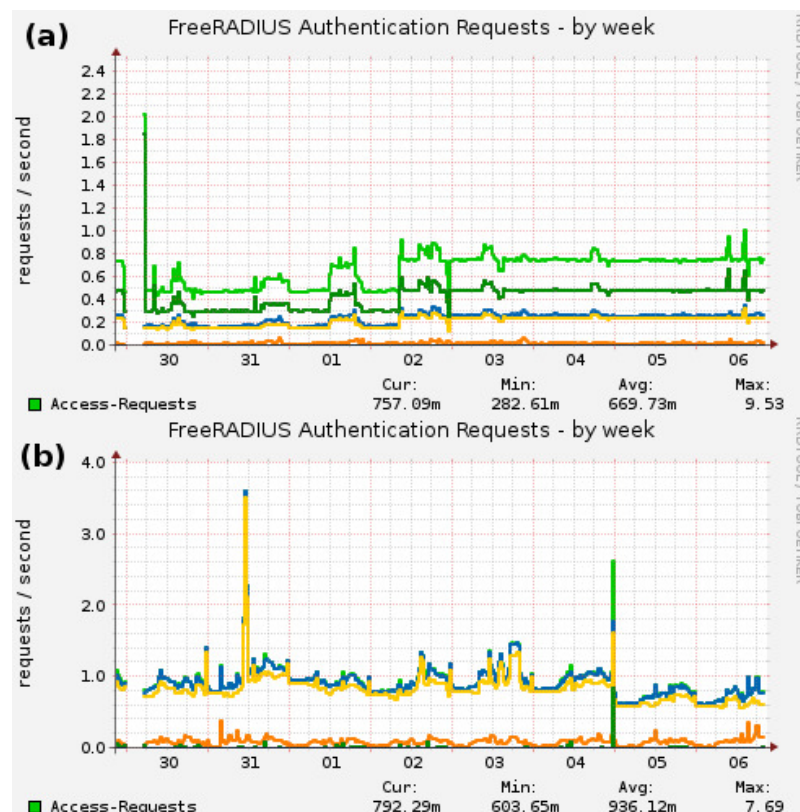 (a)
FreeRADIUS Authentication Requests - by week
requests / second
2.4
2.2
2.0
1.8
1.6
1.4
1.2
1.0
0.8
0.6
0.4
0.2
0.0
30 31 01 02 03 04 05 06
Cur: Min: Avg: Max:
Access-Requests 757.09m 282.61m 669.73m 9.53
(b)
FreeRADIUS Authentication Requests - by week
requests / second
4.0
3.0
2.0
1.0
0.0
30 31 01 02 03 04 05 06
Cur: Min: Avg: Max:
Access-Requests 792.29m 603.65m 936.12m 7.69